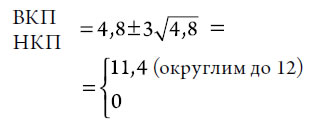 ВКП
НКП = 4,8±3√4,8 =
= {11,4 (округлим до 12)
0